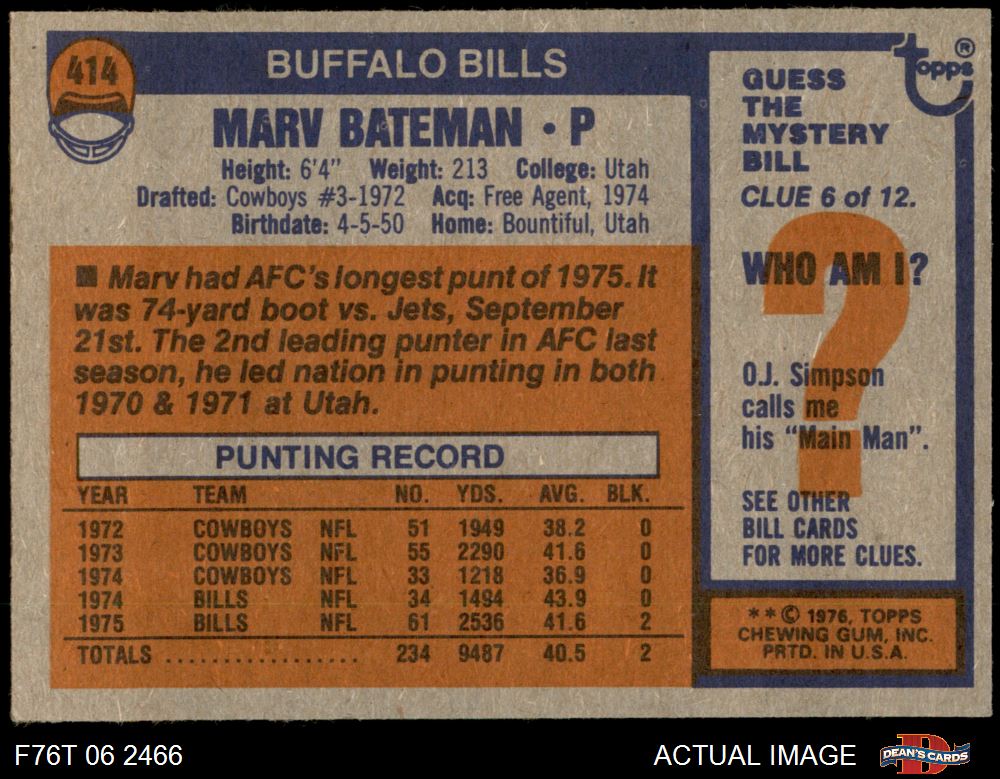 414
BUFFALO BILLS
MARV BATEMAN • P
Height: 6'4" Weight: 213 College: Utah
Drafted: Cowboys #3-1972 Acq: Free Agent, 1974
Birthdate: 4-5-50 Home: Bountiful, Utah
■ Marv had AFC's longest punt of 1975. It
was 74-yard boot vs. Jets, September
21st. The 2nd leading punter in AFC last
season, he led nation in punting in both
1970 & 1971 at Utah.
PUNTING RECORD
YEAR TEAM NO. YDS. AVG. BLK.
1972 COWBOYS NFL 51 1949 38.2 0
1973 COWBOYS NFL 55 2290 41.6 0
1974 COWBOYS NFL 33 1218 36.9 0
1974 BILLS NFL 34 1494 43.9 0
1975 BILLS NFL 61 2536 41.6 2
TOTALS .................. 234 9487 40.5 2
topps ®
GUESS
THE
MYSTERY
BILL
CLUE 6 of 12.
WHO AM I?
?
O.J. Simpson
calls me
his "Main Man".
SEE OTHER
BILL CARDS
FOR MORE CLUES.
**© 1976, TOPPS
CHEWING GUM, INC.
PRTD. IN U.S.A.
F76T 06 2466
ACTUAL IMAGE
DEAN'S CARDS